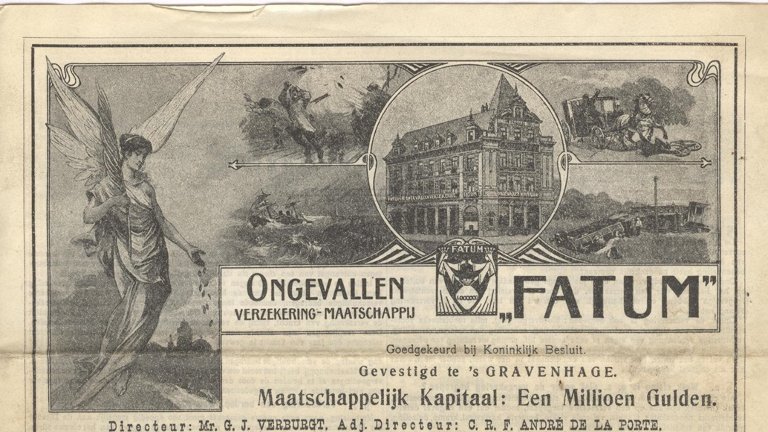 FATUM
ONGEVALLEN
VERZEKERING-MAATSCHAPPIJ
„FATUM"
Goedgekeurd bij Koninklijk Besluit.
Gevestigd te 's GRAVENHAGE.
Maatschappelijk Kapitaal: Een Millioen Gulden.
Directeur: Mr. G. J. VERBURGT, Adj. Directeur: C. R. F. ANDRÉ DE LA PORTE.